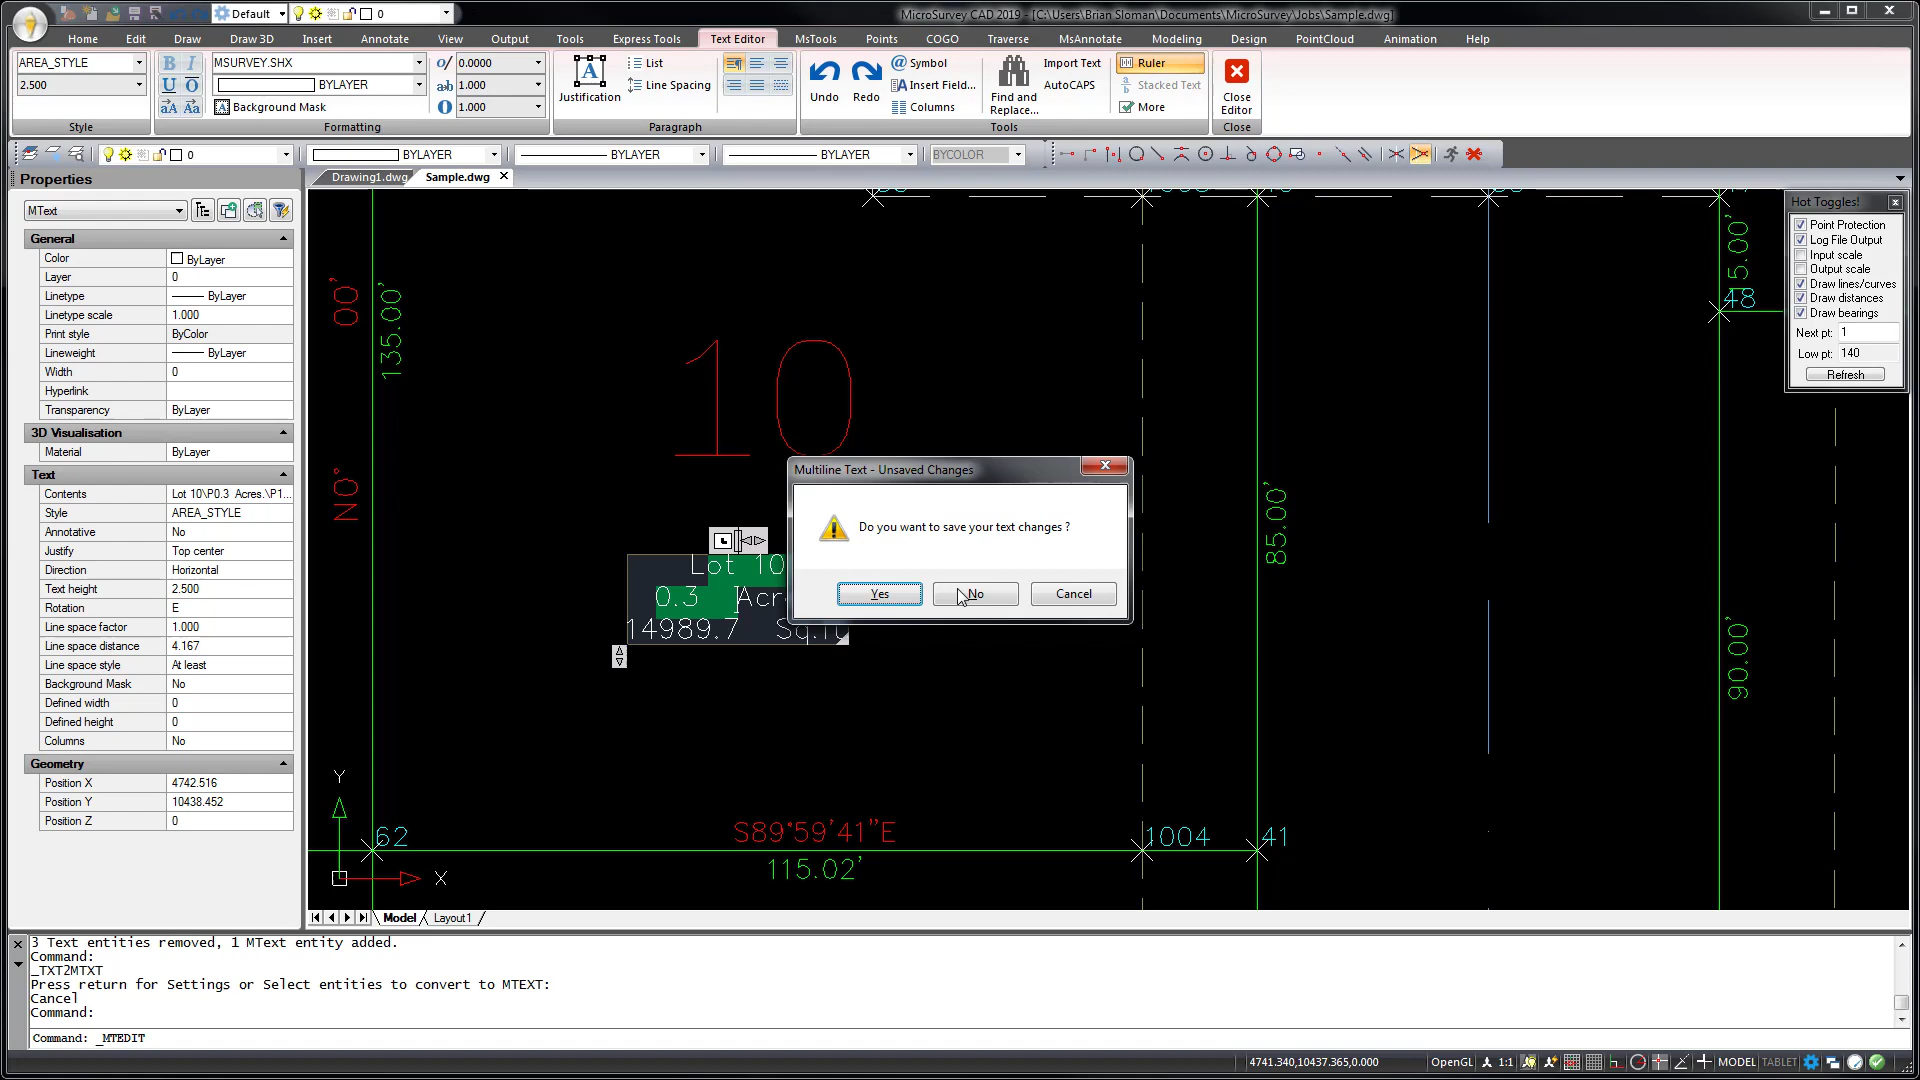 Default
0
MicroSurvey CAD 2019 - [C:\Users\Brian Sloman\Documents\MicroSurvey\Jobs\Sample.dwg]
Home Edit Draw Draw 3D Insert Annotate View Output Express Tools Text Editor MsTools Points COGO Traverse MsAnnotate Modeling Design PointCloud Animation Help
AREA_STYLE
2.500
Style
B I
MSURVEY.SHX
0.0000
U O
BYLAYER
1.000
Background Mask
1.000
Formatting
Justification
List
Line Spacing
Paragraph
Undo
Redo
Symbol
Insert Field...
Columns
Find and
Replace...
Import Text
AutoCAPS
Tools
Ruler
Stacked Text
More
Close
Editor
Close
0
BYLAYER
BYLAYER
BYLAYER
BYCOLOR
Properties
Drawing1.dwg
Sample.dwg
MText
General
Color ByLayer
Layer 0
Linetype ByLayer
Linetype scale 1.000
Print style ByColor
Lineweight ByLayer
Width 0
Hyperlink
Transparency ByLayer
3D Visualisation
Material ByLayer
Text
Contents Lot 10\P0.3 Acres.\P1...
Style AREA_STYLE
Annotative No
Justify Top center
Direction Horizontal
Text height 2.500
Rotation E
Line space factor 1.000
Line space distance 4.167
Line space style At least
Background Mask No
Defined width 0
Defined height 0
Columns No
Geometry
Position X 4742.516
Position Y 10438.452
Position Z 0
Hot Toggles!
Point Protection
Log File Output
Input scale
Output scale
Draw lines/curves
Draw distances
Draw bearings
Next pt: 1
Low pt: 140
Refresh
00'
N0°
135.00'
10
48
85.00'
90.00'
Multiline Text - Unsaved Changes
Do you want to save your text changes ?
Yes
No
Cancel
Lot 10
0.3 Acr
14989.7 Sq.
62
S89°59'41"E
115.02'
1004
41
Y
X
Model
Layout1
3 Text entities removed, 1 MText entity added.
Command:
_TXT2MTXT
Press return for Settings or Select entities to convert to MTEXT:
Cancel
Command:
Command: _MTEDIT
4741.340,10437.365,0.000
OpenGL
1:1
MODEL
TABLET